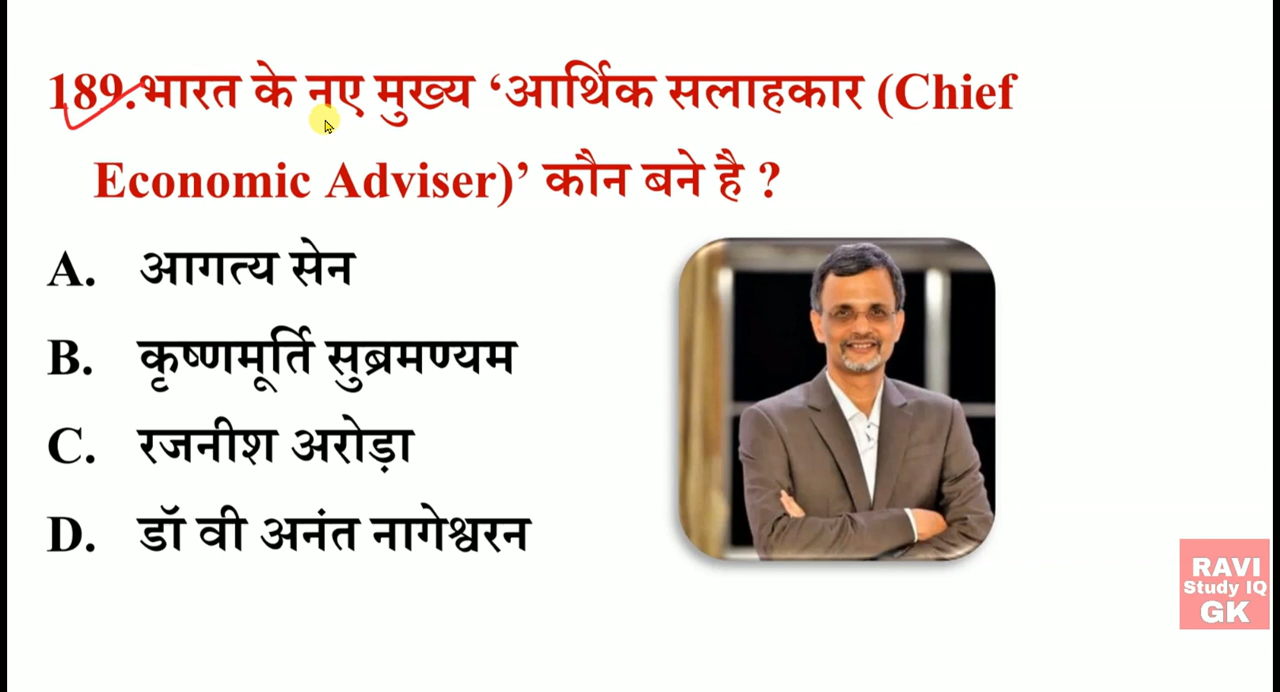 189.भारत के नए मुख्य ‘आर्थिक सलाहकार (Chief
Economic Adviser)’ कौन बने है ?
A. आगत्य सेन
B. कृष्णमूर्ति सुब्रमण्यम
C. रजनीश अरोड़ा
D. डॉ वी अनंत नागेश्वरन
RAVI
Study IQ
GK